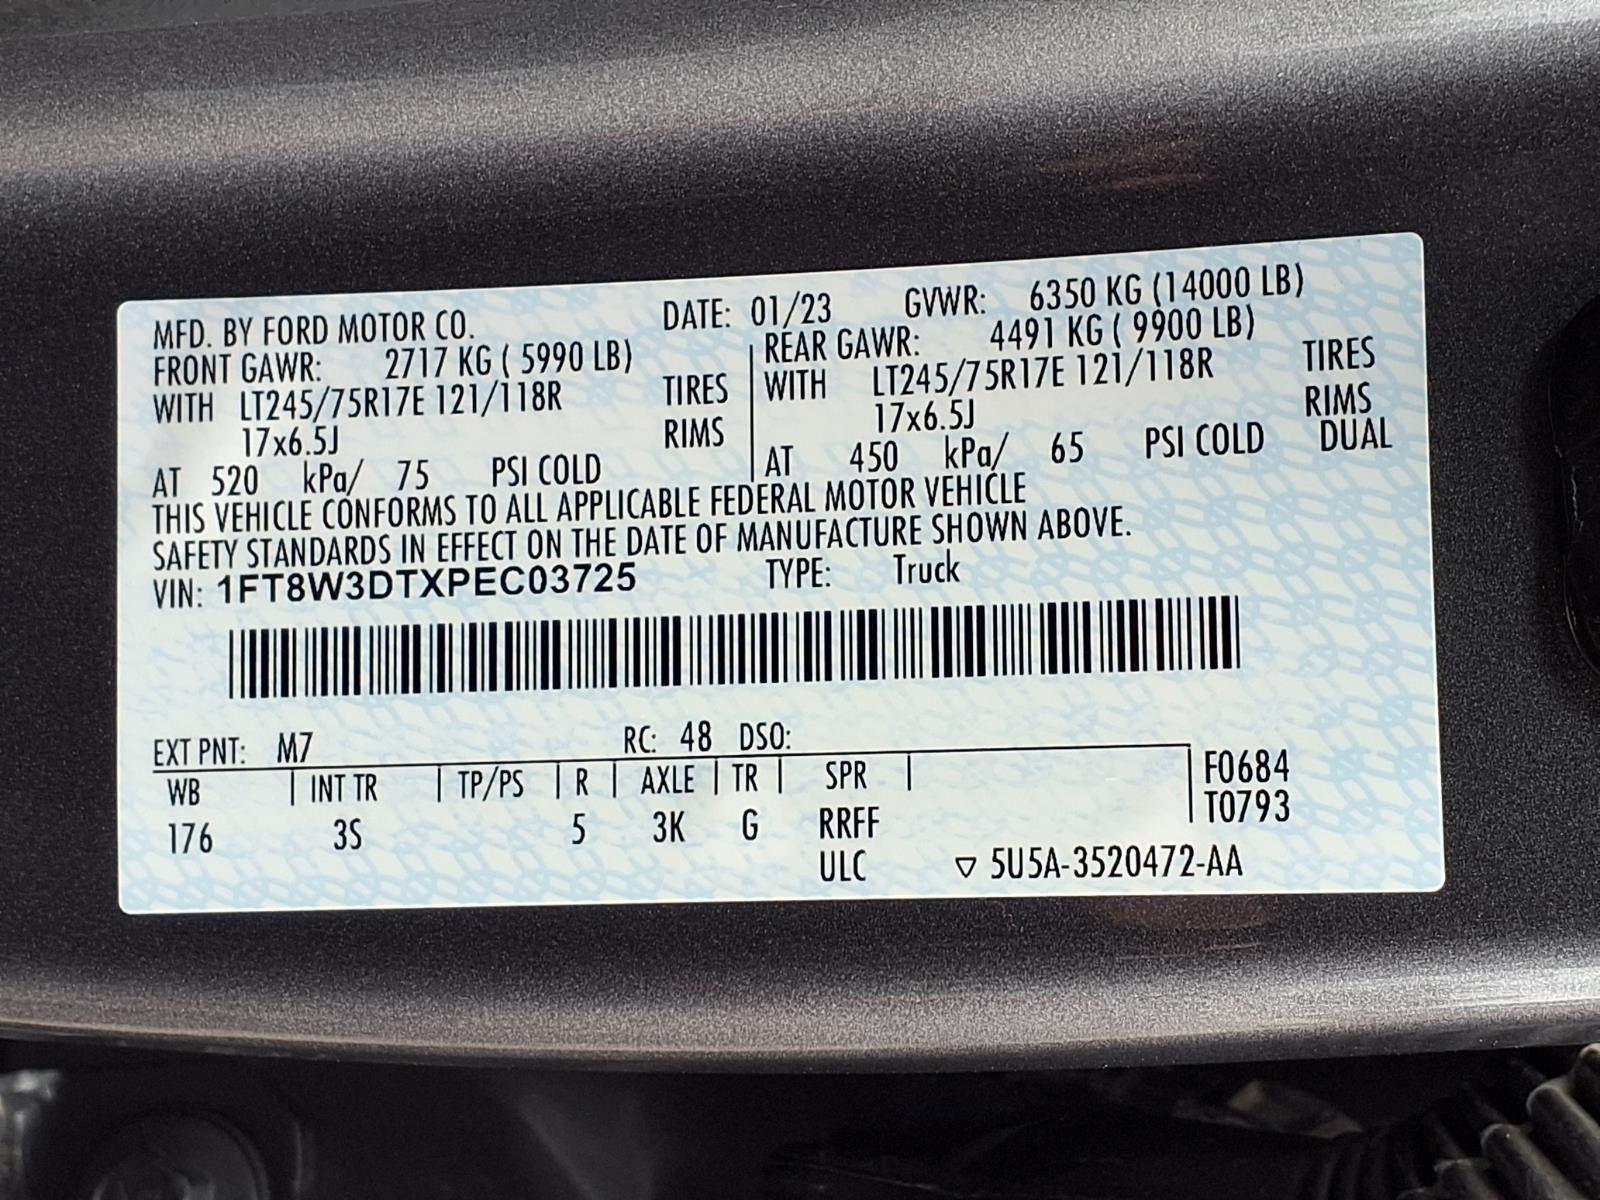 MFD. BY FORD MOTOR CO. DATE: 01/23 GVWR: 6350 KG (14000 LB)
FRONT GAWR: 2717 KG ( 5990 LB) REAR GAWR: 4491 KG ( 9900 LB)
WITH LT245/75R17E 121/118R TIRES WITH LT245/75R17E 121/118R TIRES
17x6.5J RIMS 17x6.5J RIMS
AT 520 kPa/ 75 PSI COLD AT 450 kPa/ 65 PSI COLD DUAL
THIS VEHICLE CONFORMS TO ALL APPLICABLE FEDERAL MOTOR VEHICLE
SAFETY STANDARDS IN EFFECT ON THE DATE OF MANUFACTURE SHOWN ABOVE.
VIN: 1FT8W3DTXPEC03725 TYPE: Truck
EXT PNT: M7 RC: 48 DSO:
WB INT TR TP/PS R AXLE TR SPR F0684
T0793
176 3S 5 3K G RRFF
ULC ▽ 5U5A-3520472-AA